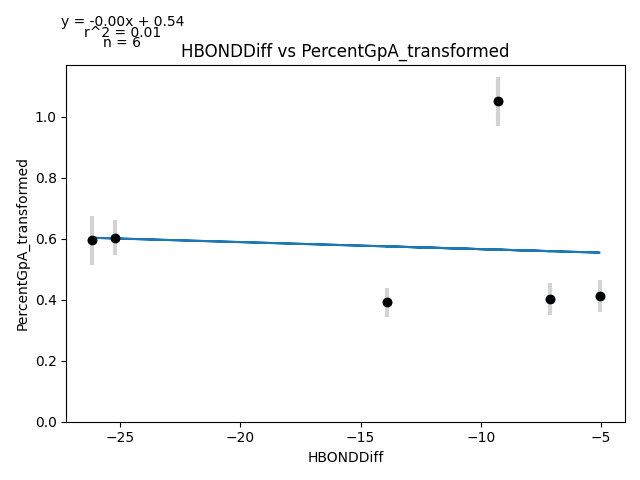 y = -0.00x + 0.54
r^2 = 0.01
n = 6
HBONDDiff vs PercentGpA_transformed
PercentGpA_transformed
1.0
0.8
0.6
0.4
0.2
0.0
−25
−20
−15
−10
−5
HBONDDiff